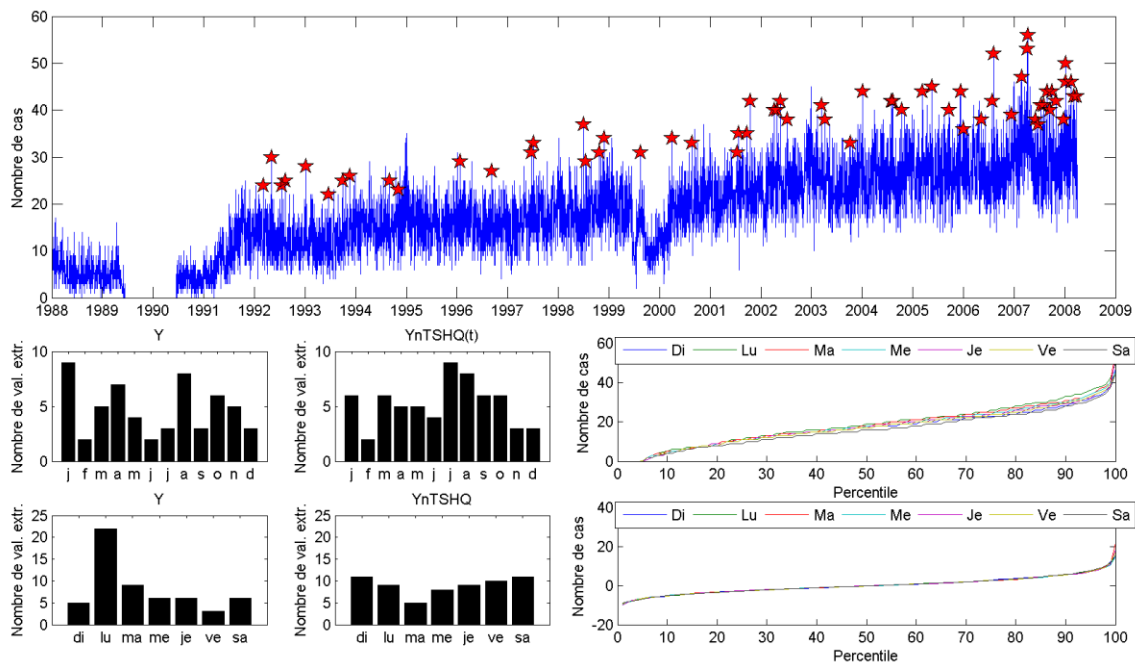 Nombre de cas
60
50
40
30
20
10
0
1988 1989 1990 1991 1992 1993 1994 1995 1996 1997 1998 1999 2000 2001 2002 2003 2004 2005 2006 2007 2008 2009
Y
Nombre de val. extr.
10
5
0
j f m a m j j a s o n d
YnTSHQ(t)
Nombre de val. extr.
10
5
0
j f m a m j j a s o n d
Nombre de cas
60
40
20
0
Di Lu Ma Me Je Ve Sa
0 10 20 30 40 50 60 70 80 90 100
Percentile
Y
Nombre de val. extr.
25
20
15
10
5
0
di lu ma me je ve sa
YnTSHQ
Nombre de val. extr.
25
20
15
10
5
0
di lu ma me je ve sa
Nombre de cas
40
20
0
-20
Di Lu Ma Me Je Ve Sa
0 10 20 30 40 50 60 70 80 90 100
Percentile